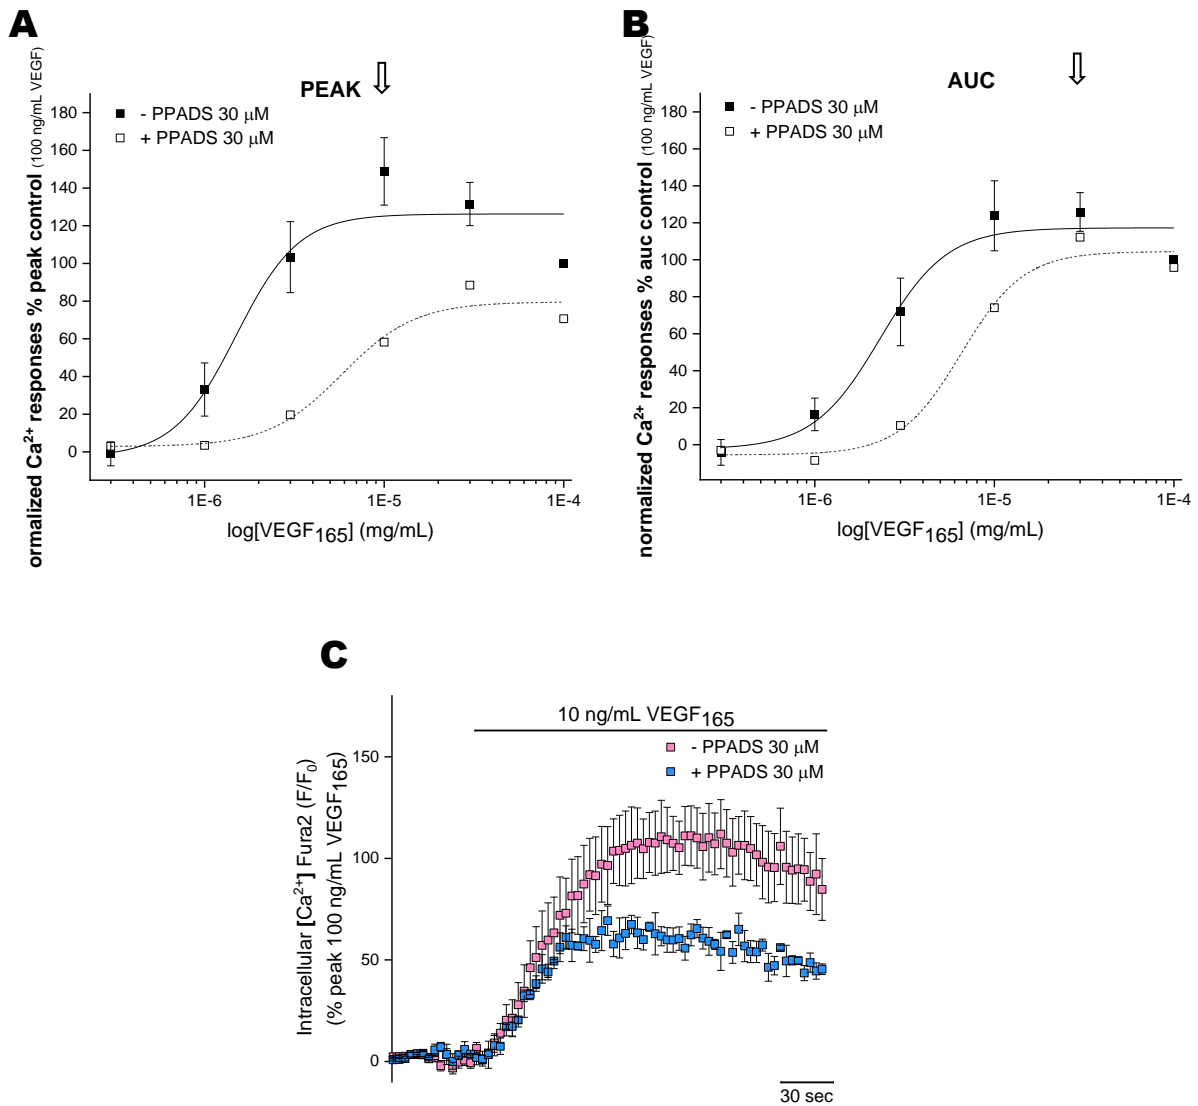 A
ormalized Ca²⁺ responses % peak control (100 ng/mL VEGF)
PEAK
- PPADS 30 μM
+ PPADS 30 μM
180
160
140
120
100
80
60
40
20
0
1E-6
1E-5
1E-4
log[VEGF₁₆₅] (mg/mL)
B
normalized Ca²⁺ responses % auc control (100 ng/mL VEGF)
AUC
- PPADS 30 μM
+ PPADS 30 μM
180
160
140
120
100
80
60
40
20
0
1E-6
1E-5
1E-4
log[VEGF₁₆₅] (mg/mL)
C
Intracellular [Ca²⁺] Fura2 (F/F₀)
(% peak 100 ng/mL VEGF₁₆₅)
10 ng/mL VEGF₁₆₅
- PPADS 30 μM
+ PPADS 30 μM
150
100
50
0
30 sec